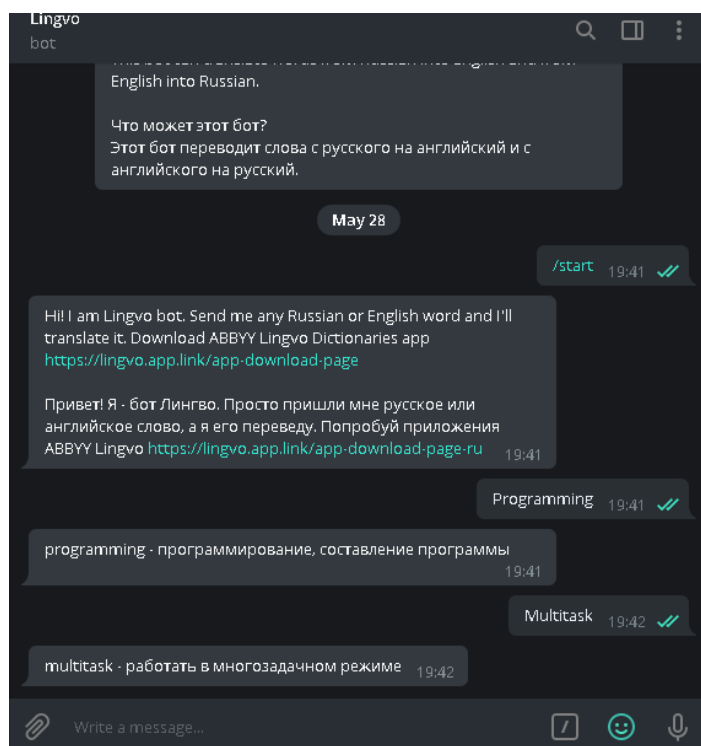 Lingvo
bot
English into Russian.
Что может этот бот?
Этот бот переводит слова с русского на английский и с
английского на русский.
May 28
/start 19:41
Hi! I am Lingvo bot. Send me any Russian or English word and I'll
translate it. Download ABBYY Lingvo Dictionaries app
https://lingvo.app.link/app-download-page
Привет! Я - бот Лингво. Просто пришли мне русское или
английское слово, а я его переведу. Попробуй приложения
ABBYY Lingvo https://lingvo.app.link/app-download-page-ru 19:41
Programming 19:41
programming - программирование, составление программы
19:41
Multitask 19:42
multitask - работать в многозадачном режиме 19:42
Write a message...